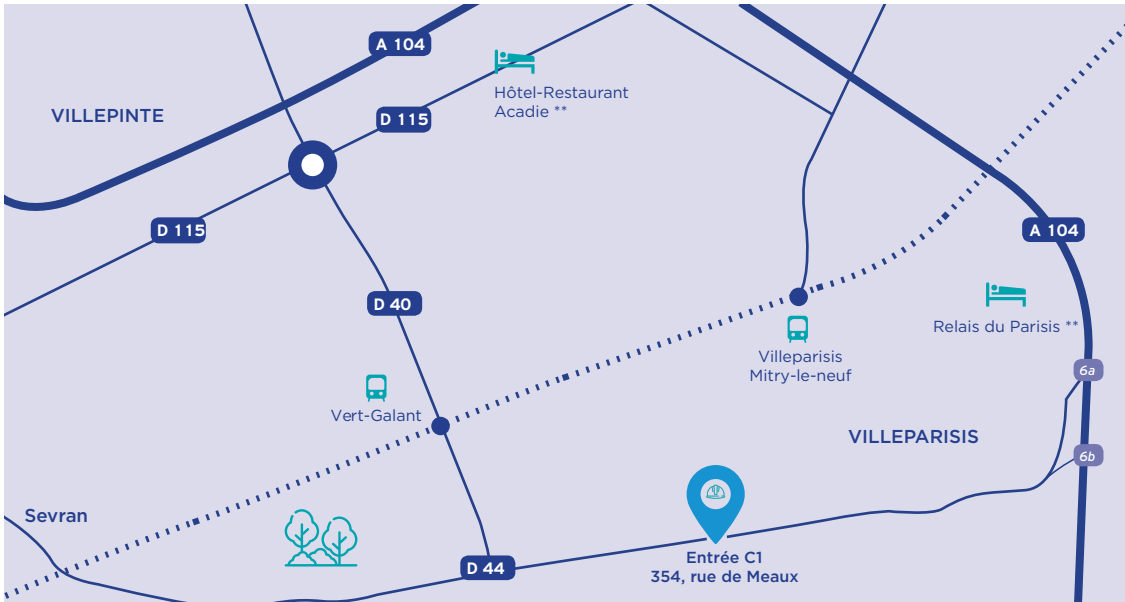 A 104
Hôtel-Restaurant
Acadie **
VILLEPINTE
D 115
D 115
A 104
D 40
Relais du Parisis **
Villeparisis
Mitry-le-neuf
6a
Vert-Galant
VILLEPARISIS
6b
Sevran
Entrée C1
354, rue de Meaux
D 44